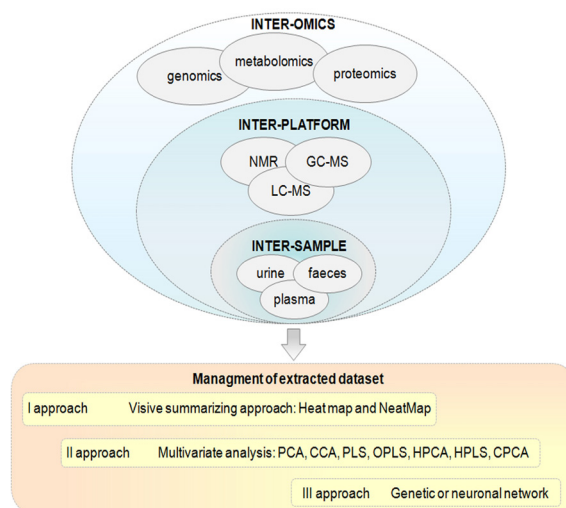 INTER-OMICS
genomics
metabolomics
proteomics
INTER-PLATFORM
NMR
GC-MS
LC-MS
INTER-SAMPLE
urine
faeces
plasma
Managment of extracted dataset
I approach Visive summarizing approach: Heat map and NeatMap
II approach Multivariate analysis: PCA, CCA, PLS, OPLS, HPCA, HPLS, CPCA
III approach Genetic or neuronal network